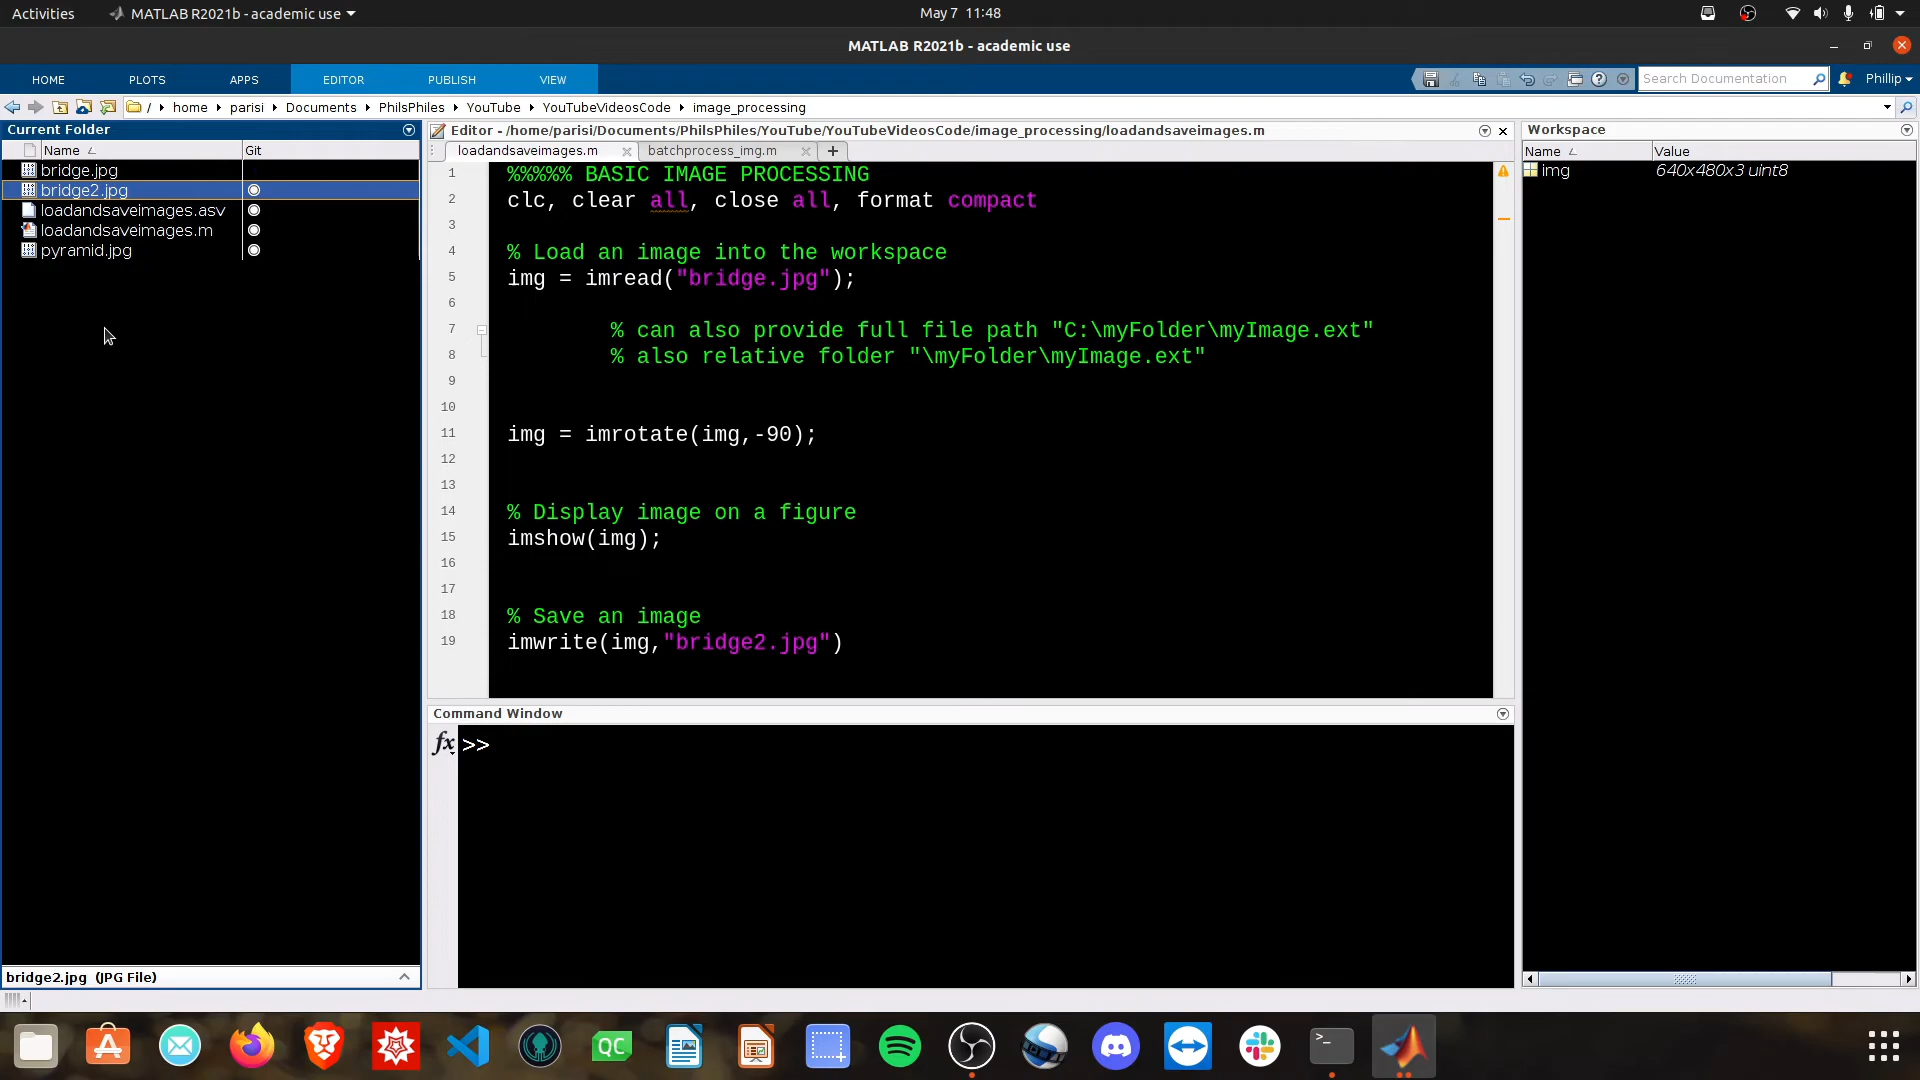 Activities
MATLAB R2021b - academic use
May 7 11:48
MATLAB R2021b - academic use
HOME
PLOTS
APPS
EDITOR
PUBLISH
VIEW
Search Documentation
Phillip
/ home parisi Documents PhilsPhiles YouTube YouTubeVideosCode image_processing
Current Folder
Name
Git
bridge.jpg
bridge2.jpg
loadandsaveimages.asv
loadandsaveimages.m
pyramid.jpg
bridge2.jpg (JPG File)
Editor - /home/parisi/Documents/PhilsPhiles/YouTube/YouTubeVideosCode/image_processing/loadandsaveimages.m
loadandsaveimages.m
batchprocess_img.m
1 %%%%% BASIC IMAGE PROCESSING
2 clc, clear all, close all, format compact
3
4 % Load an image into the workspace
5 img = imread("bridge.jpg");
6
7 % can also provide full file path "C:\myFolder\myImage.ext"
8 % also relative folder "\myFolder\myImage.ext"
9
10
11 img = imrotate(img,-90);
12
13
14 % Display image on a figure
15 imshow(img);
16
17
18 % Save an image
19 imwrite(img,"bridge2.jpg")
Command Window
fx >>
Workspace
Name
Value
img
640x480x3 uint8
QC
>_